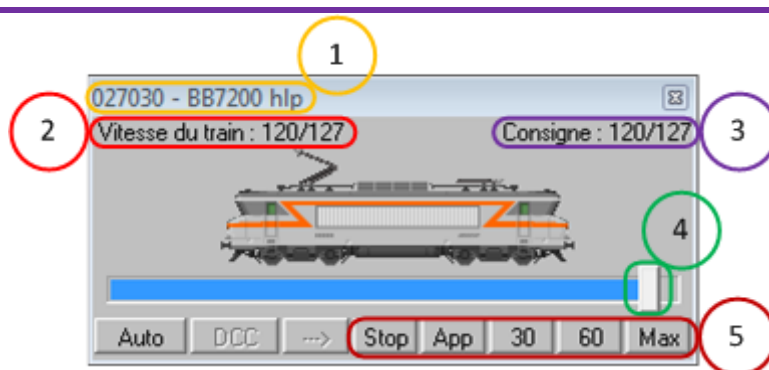 1
027030 - BB7200 hlp
2 Vitesse du train : 120/127 Consigne : 120/127 3
4
Auto DCC ---> Stop App 30 60 Max 5